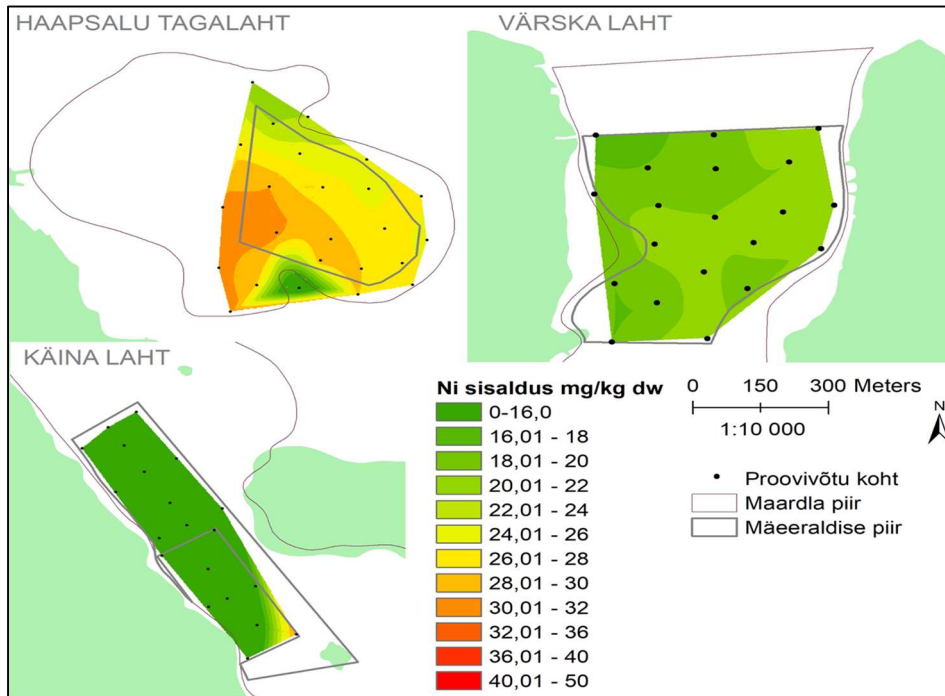 HAAPSALU TAGALAHT
VÄRSKA LAHT
KÄINA LAHT
Ni sisaldus mg/kg dw
0-16,0
16,01 - 18
18,01 - 20
20,01 - 22
22,01 - 24
24,01 - 26
26,01 - 28
28,01 - 30
30,01 - 32
32,01 - 36
36,01 - 40
40,01 - 50
0 150 300 Meters
1:10 000
N
Proovivõtu koht
Maardla piir
Mäeeraldise piir